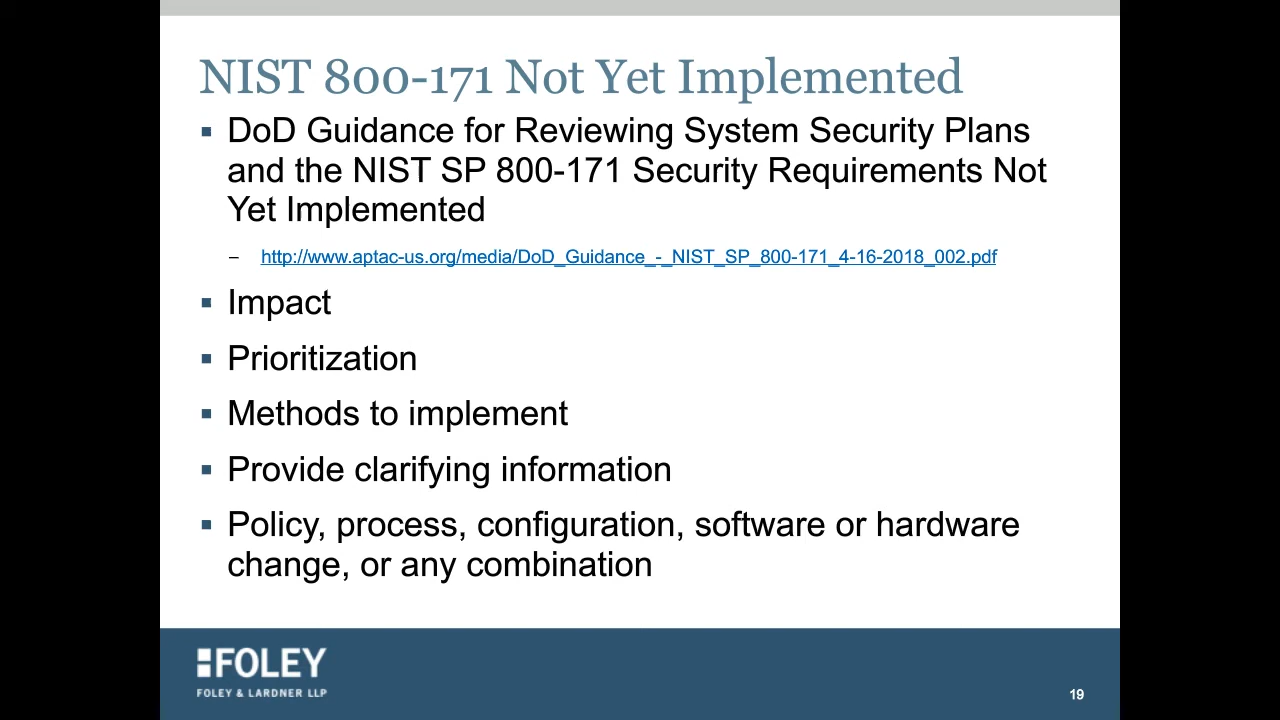 NIST 800-171 Not Yet Implemented
▪ DoD Guidance for Reviewing System Security Plans
and the NIST SP 800-171 Security Requirements Not
Yet Implemented
– http://www.aptac-us.org/media/DoD_Guidance_-_NIST_SP_800-171_4-16-2018_002.pdf
▪ Impact
▪ Prioritization
▪ Methods to implement
▪ Provide clarifying information
▪ Policy, process, configuration, software or hardware
change, or any combination
FOLEY
FOLEY & LARDNER LLP
19